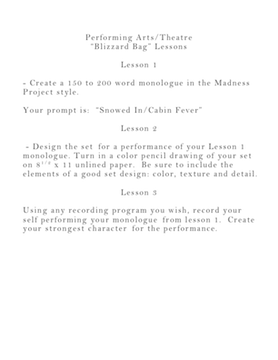 Performing Arts/Theatre
"Blizzard Bag" Lessons
Lesson 1
- Create a 150 to 200 word monologue in the Madness
Project style.
Your prompt is: "Snowed In/Cabin Fever"
Lesson 2
- Design the set for a performance of your Lesson 1
monologue. Turn in a color pencil drawing of your set
on 8¹/² x 11 unlined paper. Be sure to include the
elements of a good set design: color, texture and detail.
Lesson 3
Using any recording program you wish, record your
self performing your monologue from lesson 1. Create
your strongest character for the performance.